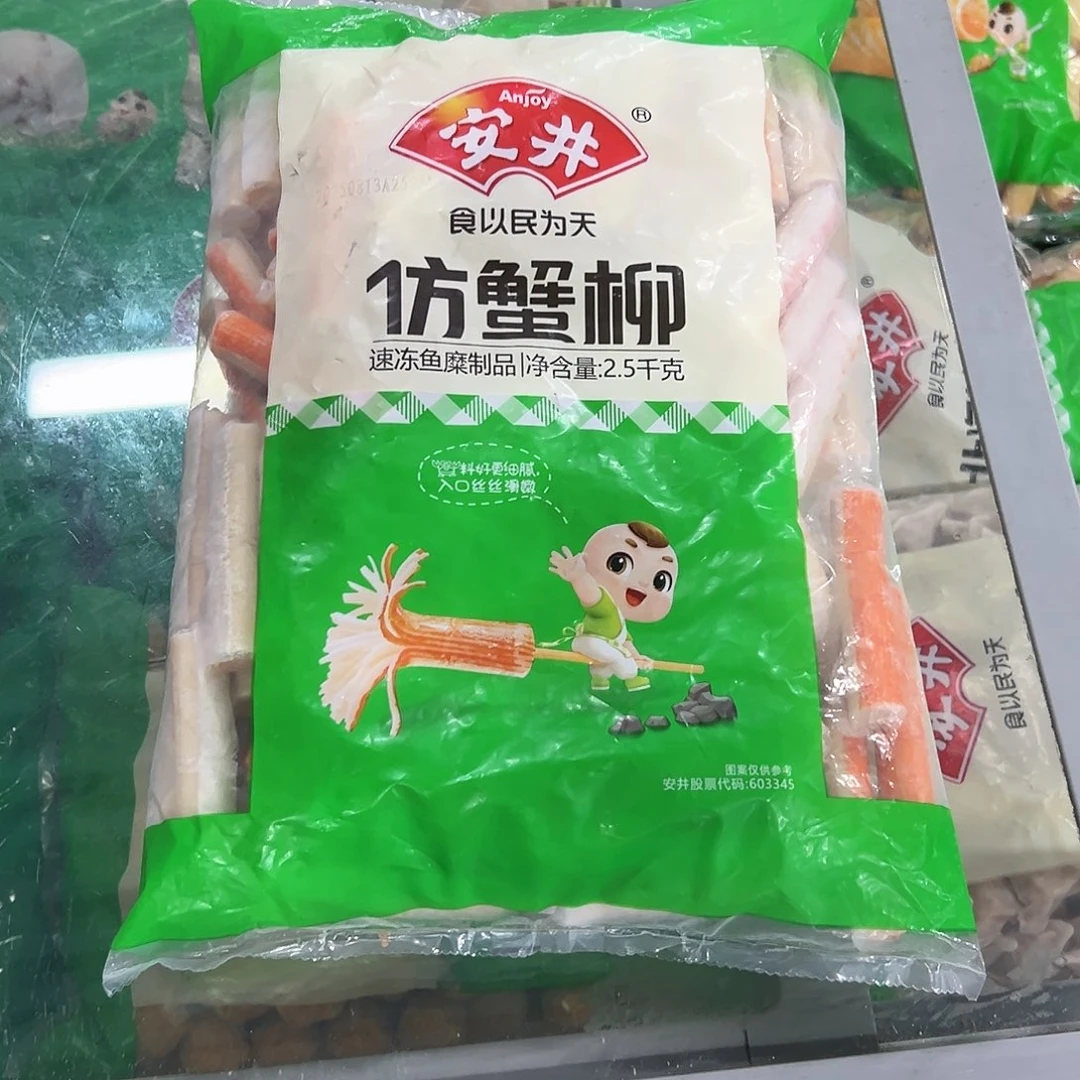 Anjoy
安井®
食以民为天
仿蟹柳
速冻鱼糜制品|净含量:2.5千克
入口丝丝
图案仅供参考
安井股票代码:603345
安井®
食以民为天
安井
食以民为天